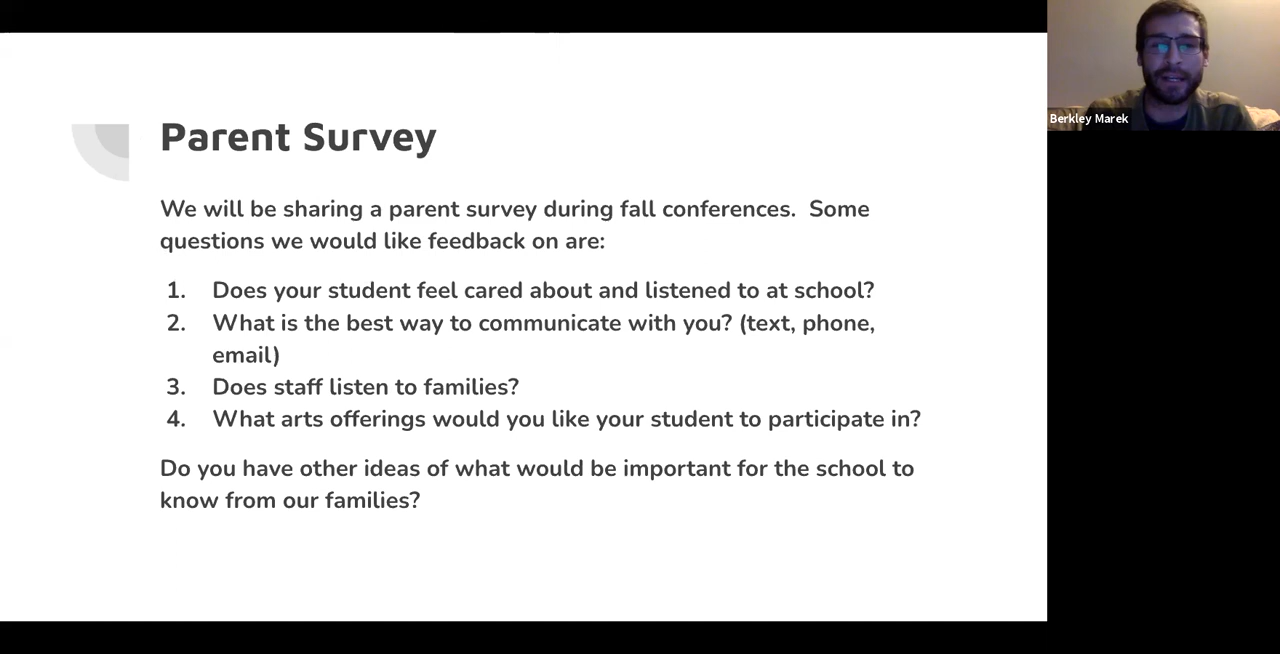 Parent Survey
We will be sharing a parent survey during fall conferences.  Some
questions we would like feedback on are:
1. Does your student feel cared about and listened to at school?
2. What is the best way to communicate with you? (text, phone,
email)
3. Does staff listen to families?
4. What arts offerings would you like your student to participate in?
Do you have other ideas of what would be important for the school to
know from our families?
Berkley Marek